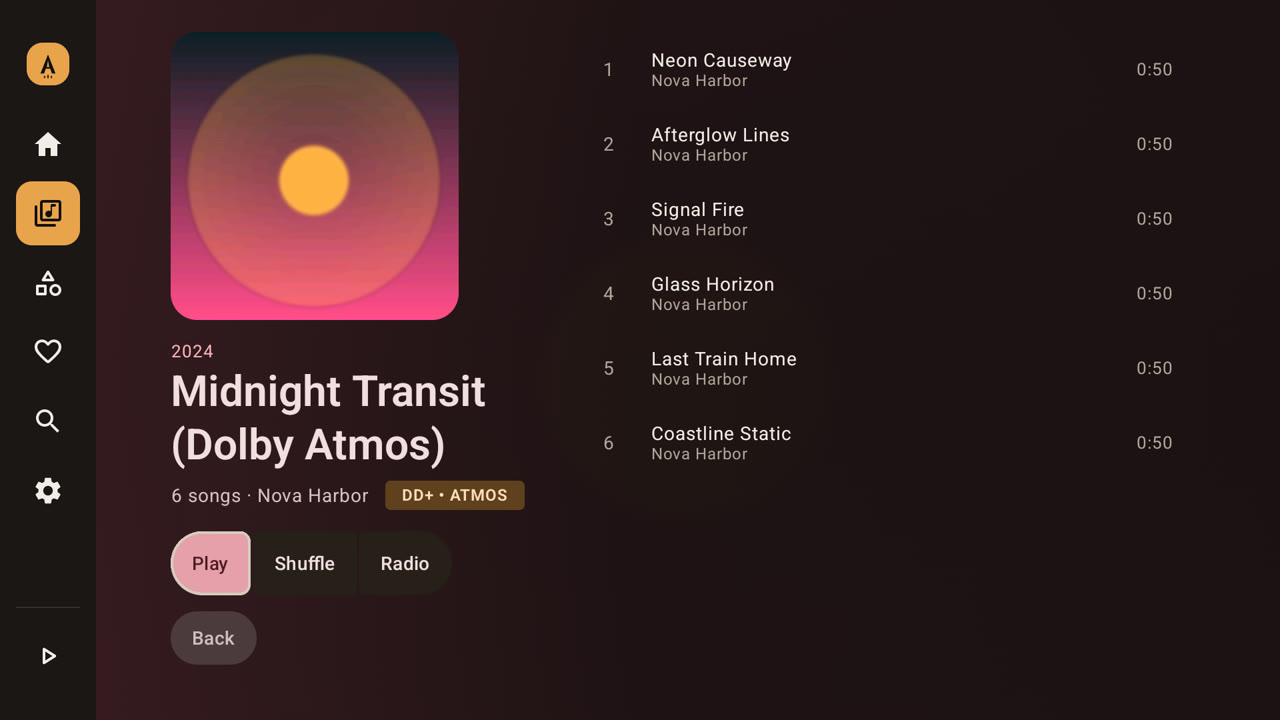 2024
Midnight Transit
(Dolby Atmos)
6 songs · Nova Harbor
DD+ • ATMOS
Play
Shuffle
Radio
Back
1
Neon Causeway
Nova Harbor
0:50
2
Afterglow Lines
Nova Harbor
0:50
3
Signal Fire
Nova Harbor
0:50
4
Glass Horizon
Nova Harbor
0:50
5
Last Train Home
Nova Harbor
0:50
6
Coastline Static
Nova Harbor
0:50